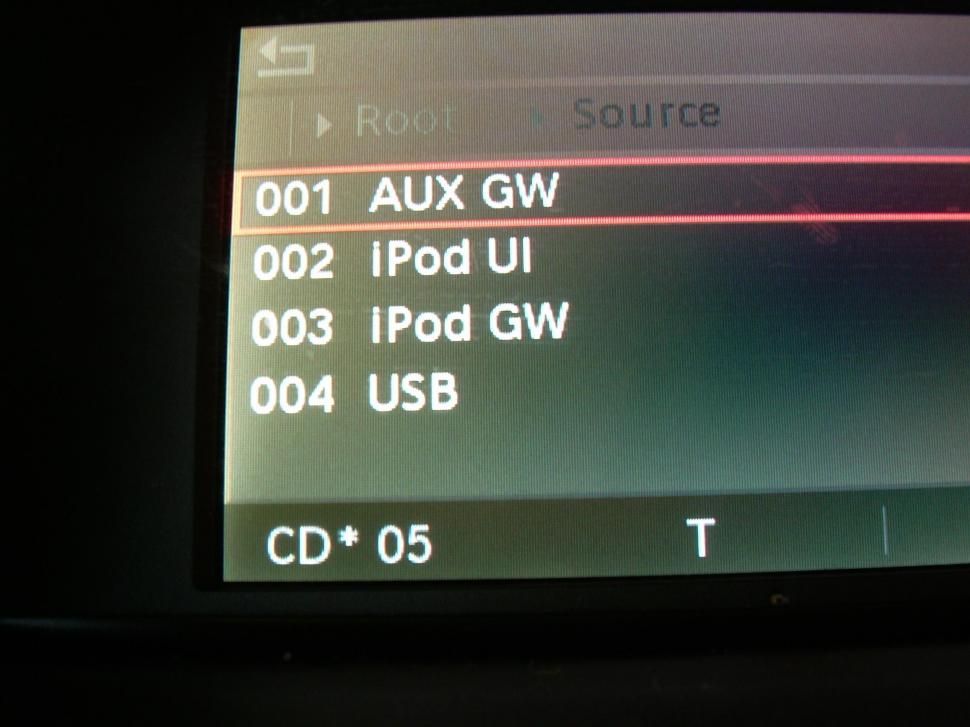 Root Source
001 AUX GW
002 iPod UI
003 iPod GW
004 USB
CD* 05 T